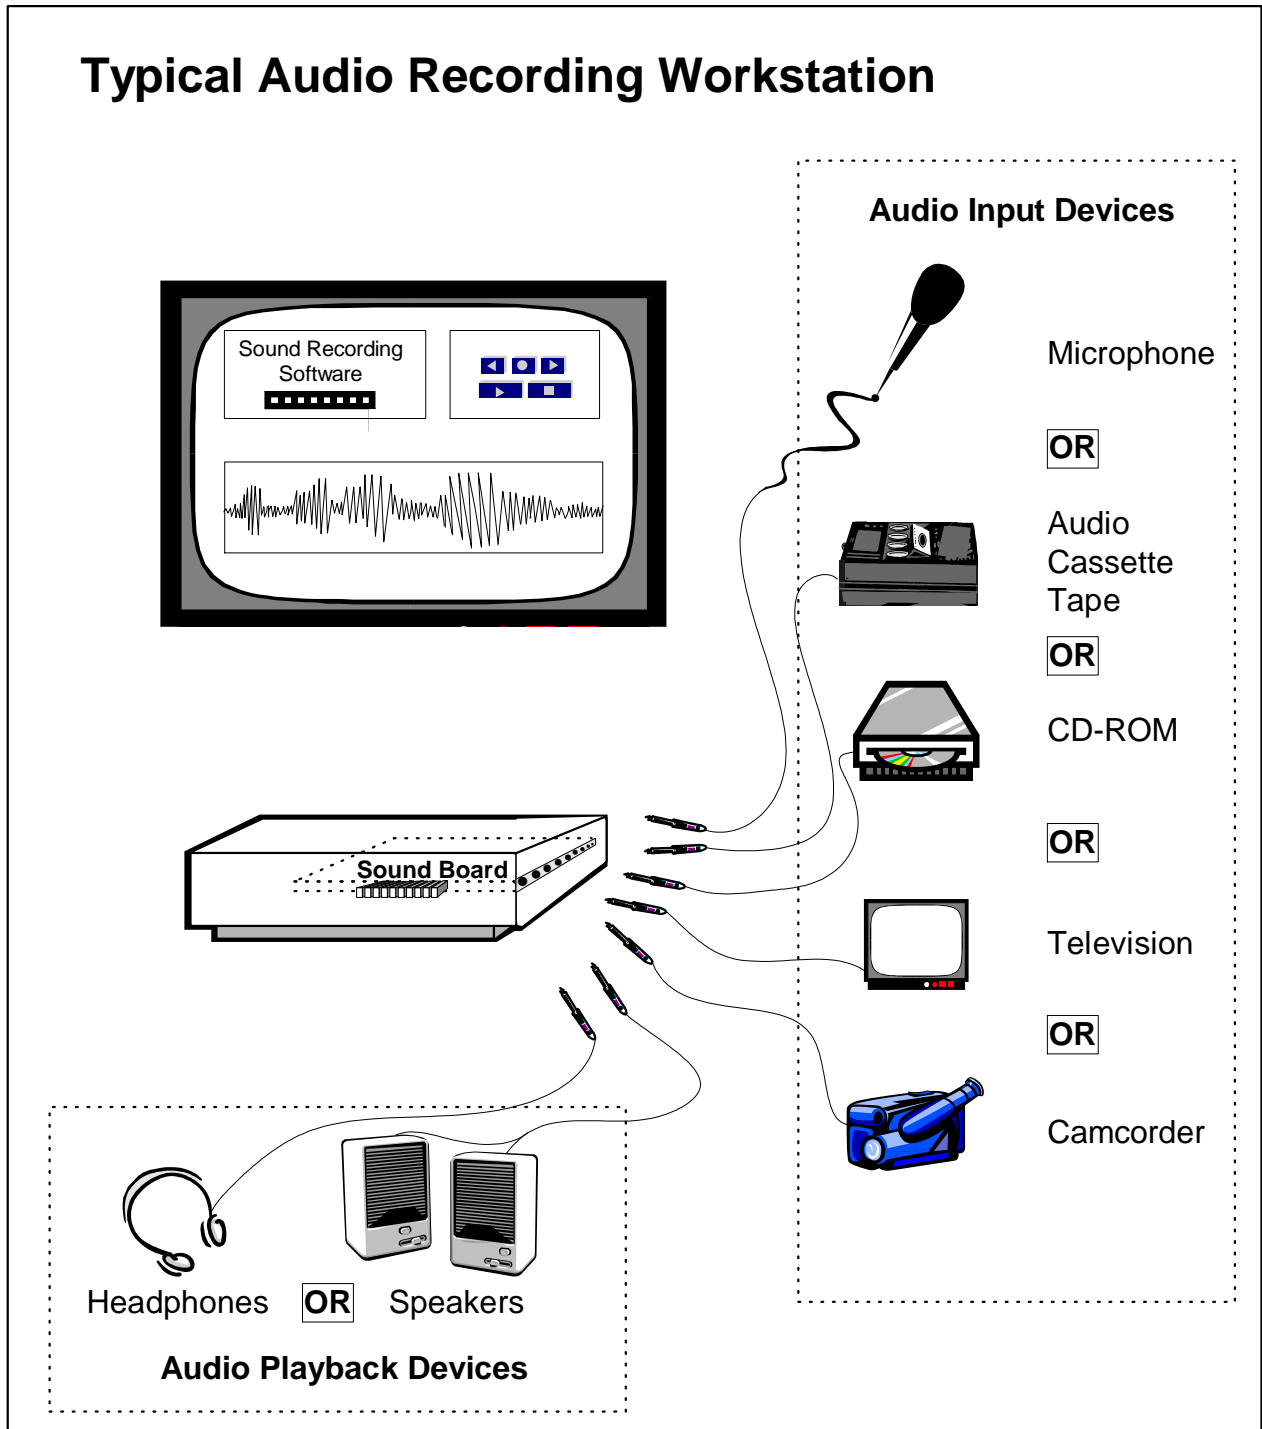 Typical Audio Recording Workstation
Audio Input Devices
Sound Recording
Software
Microphone
OR
Audio
Cassette
Tape
OR
CD-ROM
OR
Sound Board
Television
OR
Camcorder
Headphones OR Speakers
Audio Playback Devices